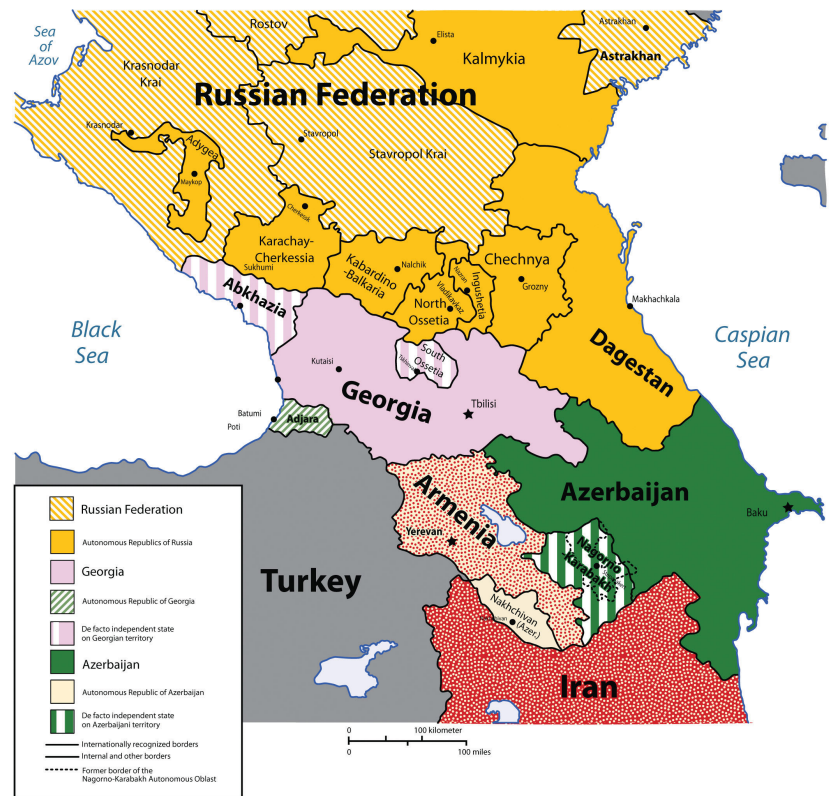 Sea
of
Azov
Rostov
Elista
Kalmykia
Astrakhan
Astrakhan
Krasnodar
Krai
Russian Federation
Krasnodar
Adygea
Maykop
Stavropol
Stavropol Krai
Cherkessk
Karachay-
Cherkessia
Sukhumi
Kabardino
-Balkaria
Nalchik
North
Ossetia
Vladikavkaz
Nazran
Ingushetia
Chechnya
Grozny
Makhachkala
Dagestan
Caspian
Sea
Black
Sea
Abkhazia
Kutaisi
South
Ossetia
Georgia
Tbilisi
Batumi
Poti
Adjara
Azerbaijan
Baku
Armenia
Yerevan
Nagorno
-Karabakh
Turkey
Nakhchivan
(Azer.)
Iran
Russian Federation
Autonomous Republics of Russia
Georgia
Autonomous Republic of Georgia
De facto independent state
on Georgian territory
Azerbaijan
Autonomous Republic of Azerbaijan
De facto independent state
on Azerbaijani territory
Internationally recognized borders
Internal and other borders
Former border of the
Nagorno-Karabakh Autonomous Oblast
0 100 kilometer
0 100 miles